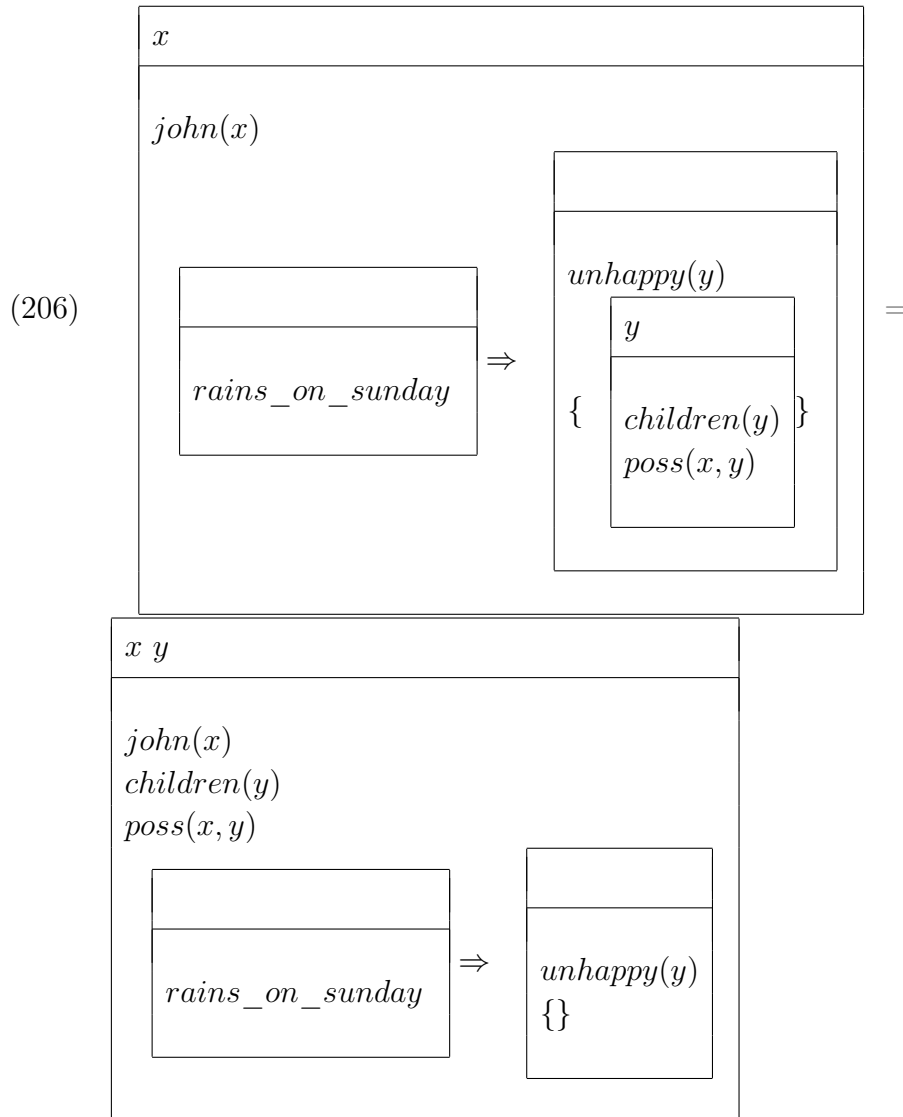 x
john(x)
unhappy(y)
(206)
y
=
⇒
rains_on_sunday
{ children(y) }
poss(x, y)
x y
john(x)
children(y)
poss(x, y)
⇒
unhappy(y)
rains_on_sunday
{}